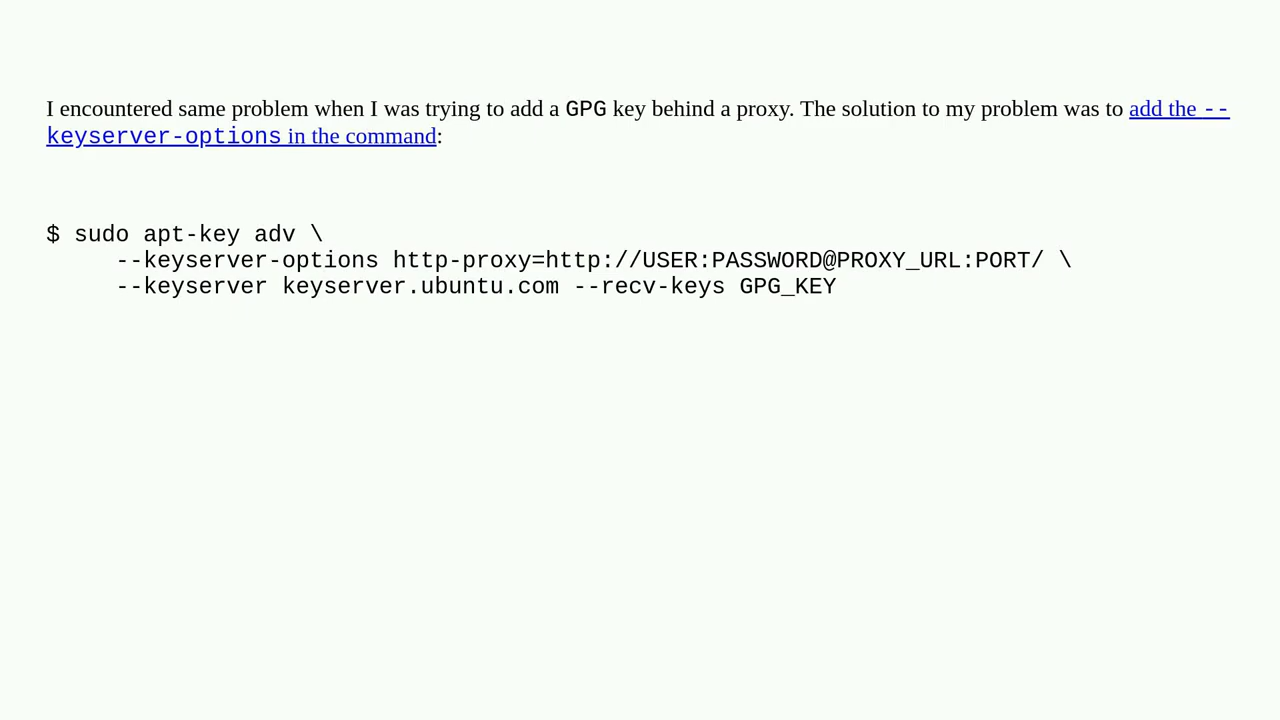 I encountered same problem when I was trying to add a GPG key behind a proxy. The solution to my problem was to add the --
keyserver-options in the command:
$ sudo apt-key adv \
--keyserver-options http-proxy=http://USER:PASSWORD@PROXY_URL:PORT/ \
--keyserver keyserver.ubuntu.com --recv-keys GPG_KEY